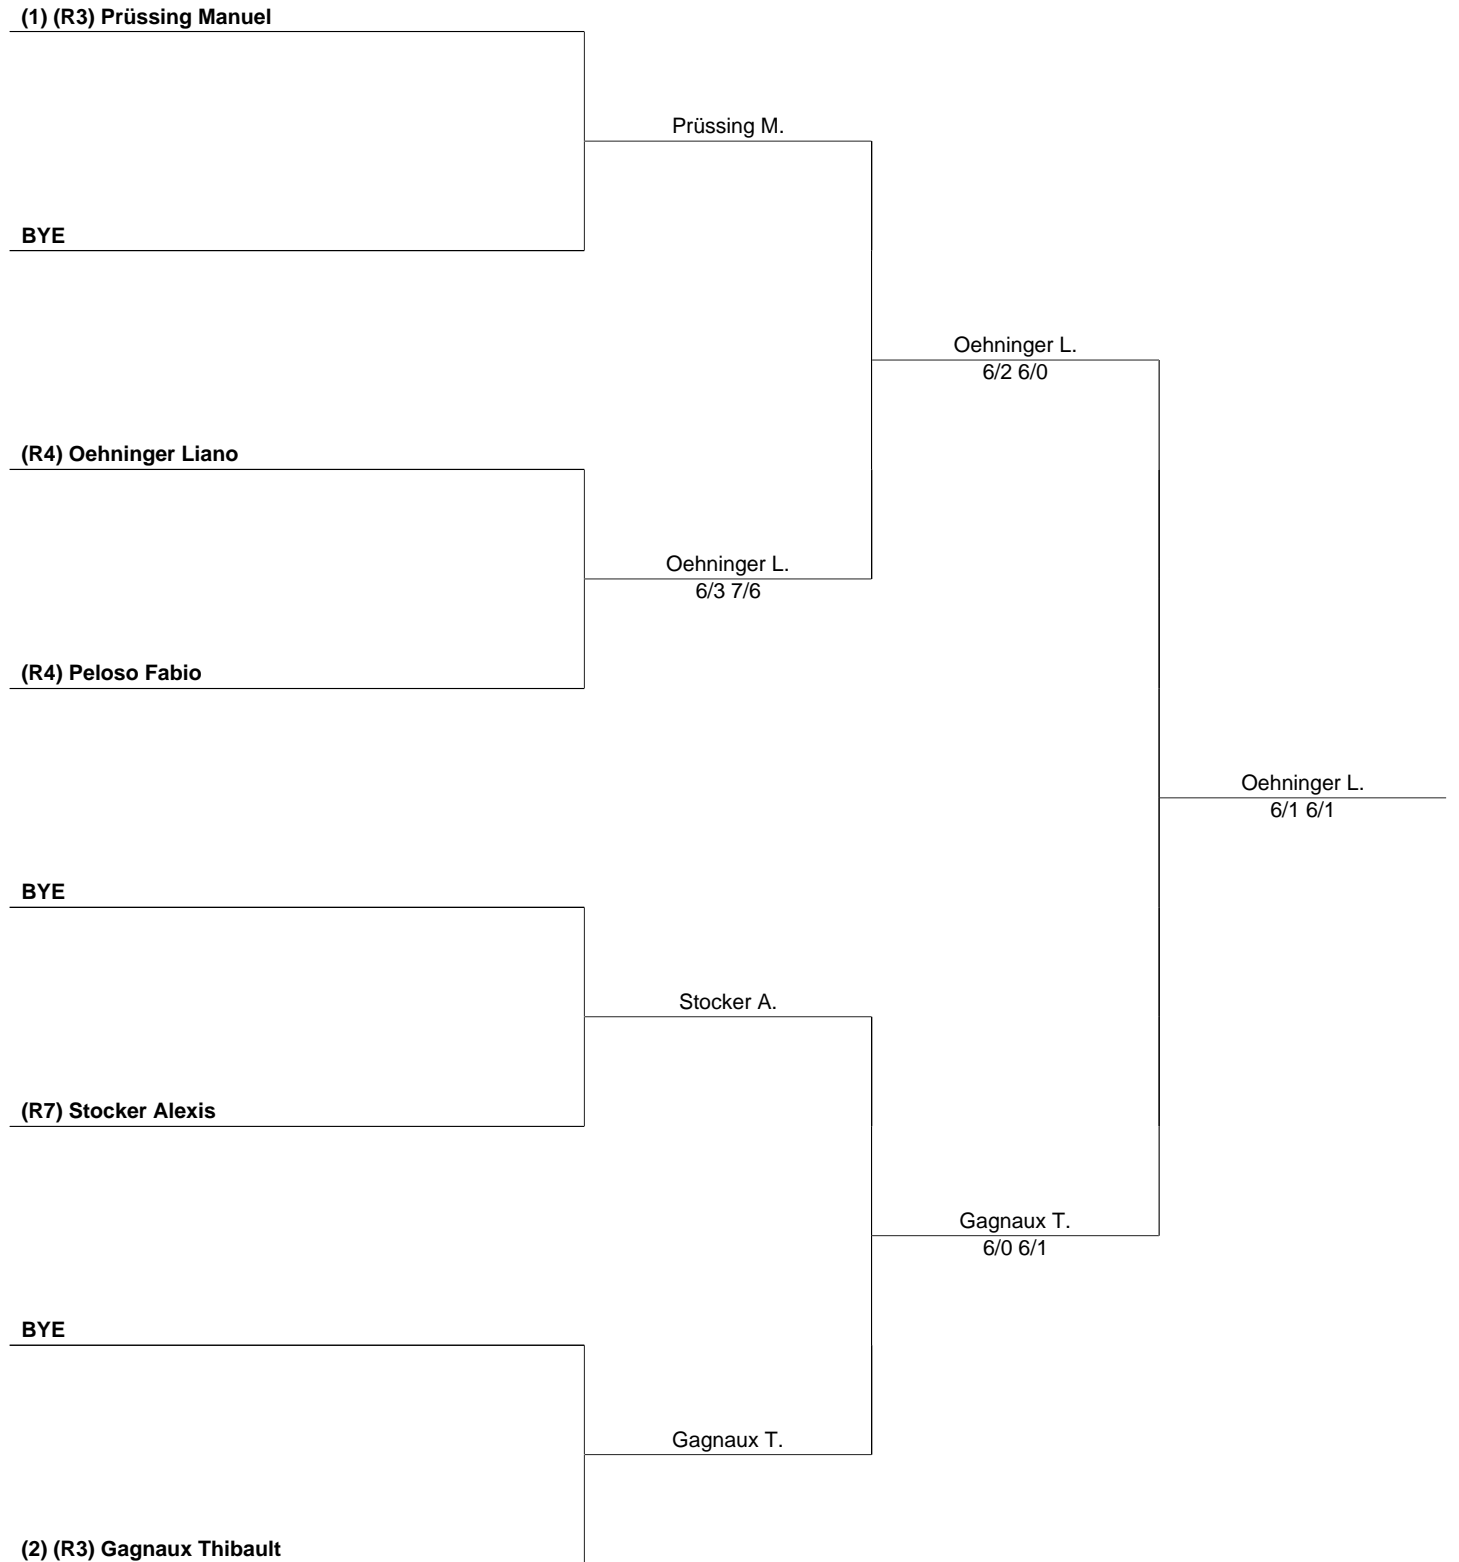 (1) (R3) Prüssing Manuel
Prüssing M.
BYE
Oehninger L.
6/2 6/0
(R4) Oehninger Liano
Oehninger L.
6/3 7/6
(R4) Peloso Fabio
Oehninger L.
6/1 6/1
BYE
Stocker A.
(R7) Stocker Alexis
Gagnaux T.
6/0 6/1
BYE
Gagnaux T.
(2) (R3) Gagnaux Thibault